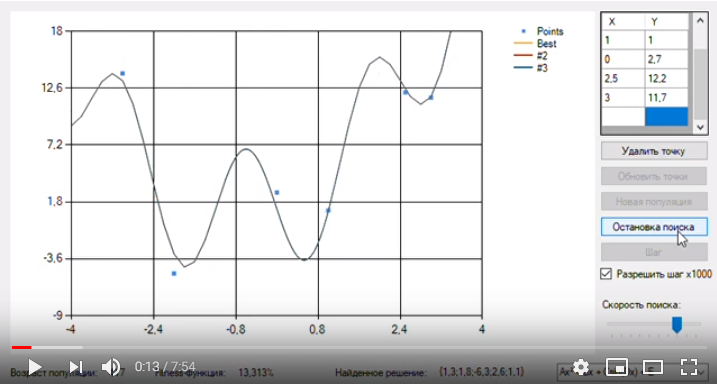 18
12,6
7,2
1,8
-3,6
-9
-4
-2,4
-0,8
0,8
2,4
4
Points
Best
#2
#3
X Y
1 1
0 2,7
2,5 12,2
3 11,7
Удалить точку
Обновить точки
Новая популяция
Остановка поиска
Шаг
Разрешить шаг x1000
Скорость поиска:
0:13 / 7:54
Возраст популяции:
13,313%
Найденное решение: {1,3;1,8;-6,3;2,6;1,1}